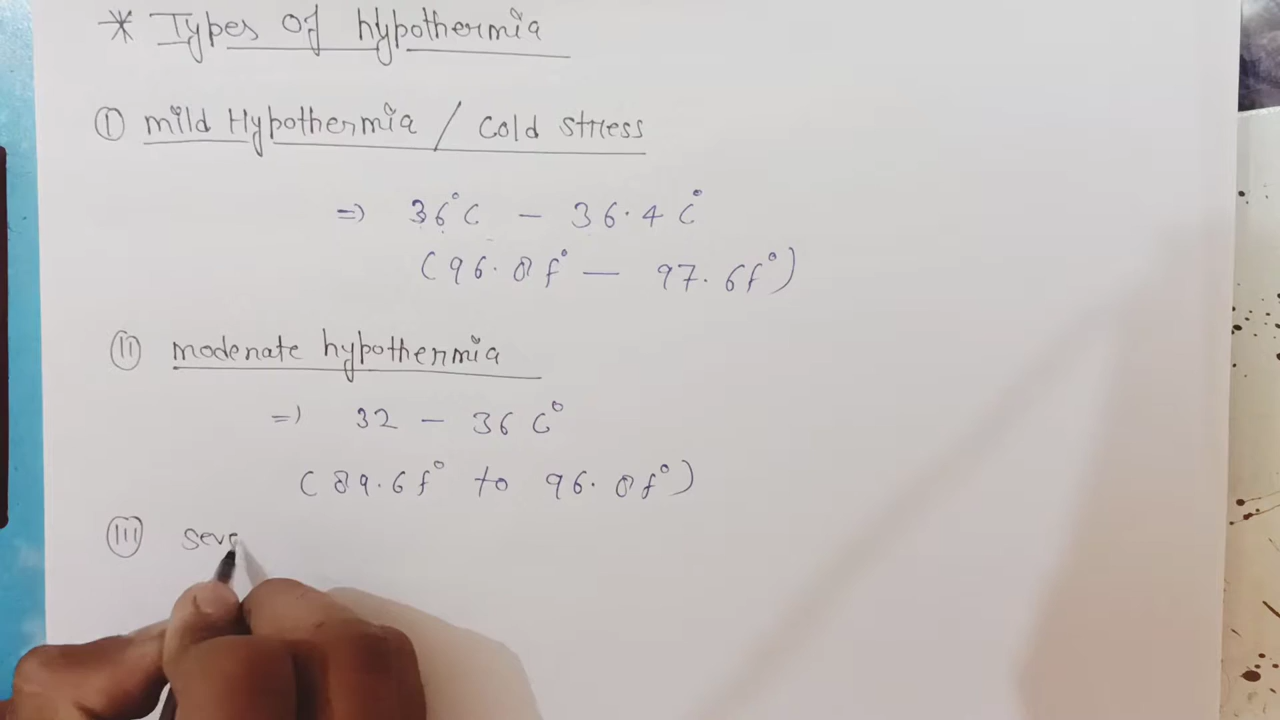 * Types Of hypothermia
(I) mild Hypothermia / cold stress
=> 36°C - 36.4 C°
(96.8f° - 97.6f°)
(II) moderate hypothermia
=> 32 - 36 C°
(89.6f° to 96.8f°)
(III) seve